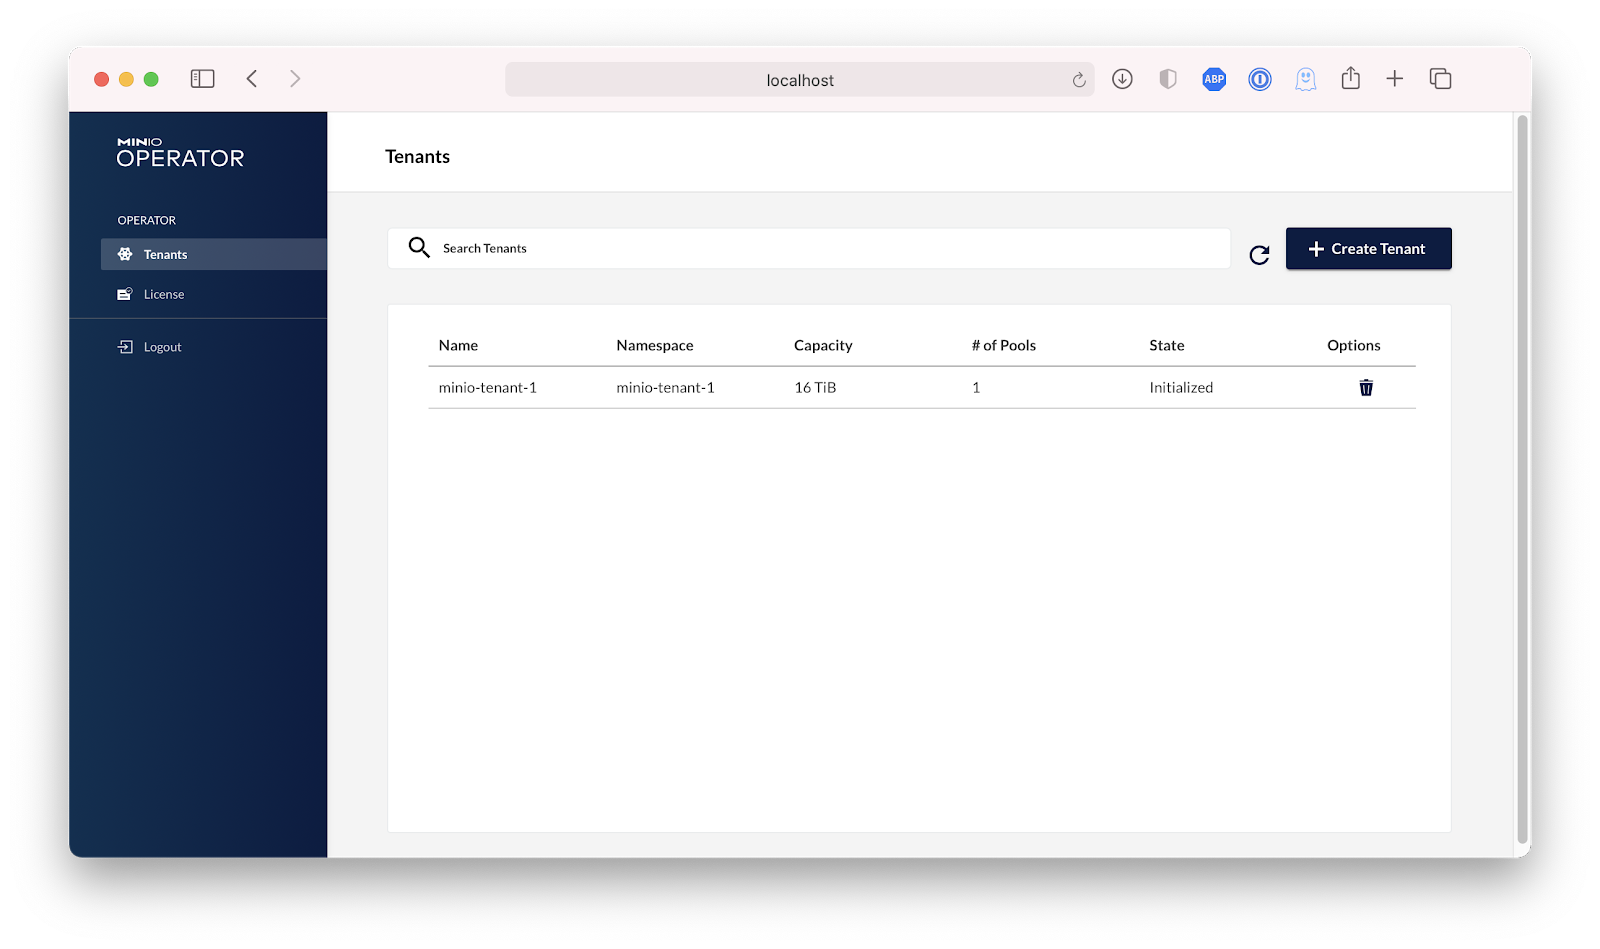 localhost
ABP
MINIO
OPERATOR
OPERATOR
Tenants
License
Logout
Tenants
Search Tenants
Create Tenant
Name Namespace Capacity # of Pools State Options
minio-tenant-1 minio-tenant-1 16 TiB 1 Initialized